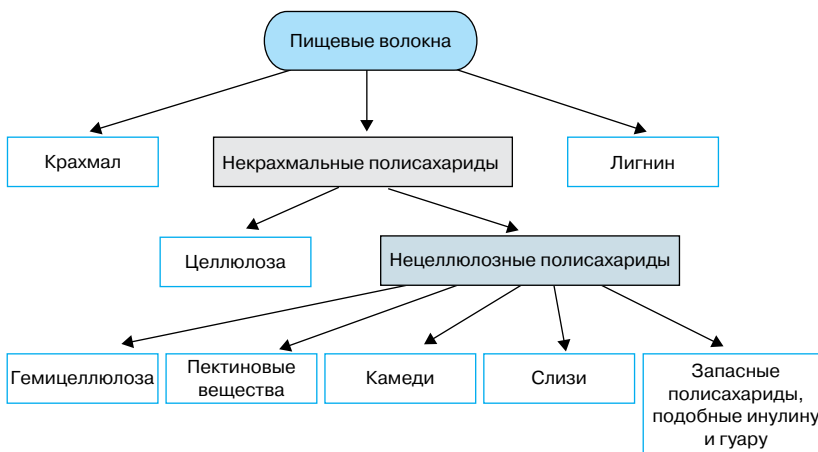 Пищевые волокна
Крахмал
Некрахмальные полисахариды
Лигнин
Целлюлоза
Нецеллюлозные полисахариды
Гемицеллюлоза
Пектиновые
вещества
Камеди
Слизи
Запасные
полисахариды,
подобные инулину
и гуару